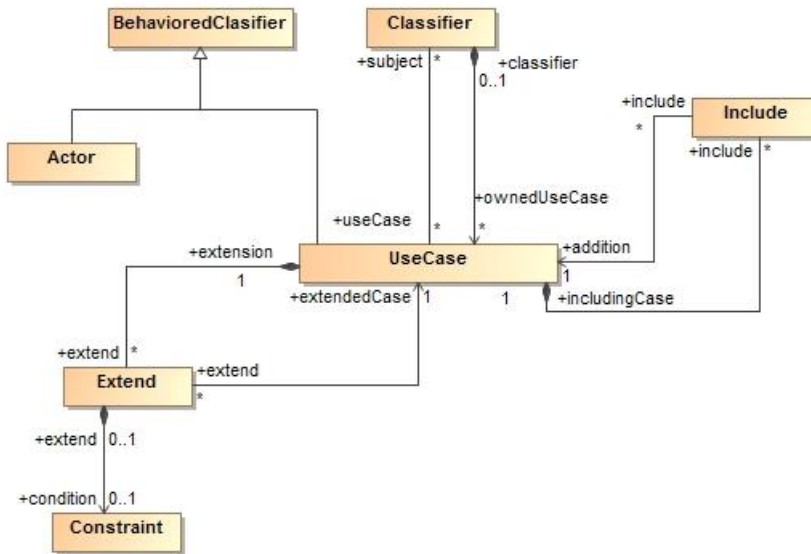 BehavioredClasifier
Classifier
+subject
*
+classifier
0..1
+include
*
Include
+include
*
Actor
+ownedUseCase
+useCase
*
*
+extension
1
UseCase
+addition
1
+extendedCase
1
1
+includingCase
+extend
*
Extend
+extend
*
+extend
0..1
+condition
0..1
Constraint